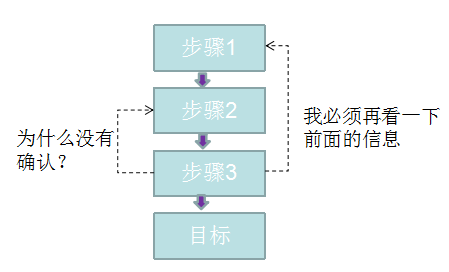 步骤1
步骤2
步骤3
目标
为什么没有
确认？
我必须再看一下
前面的信息